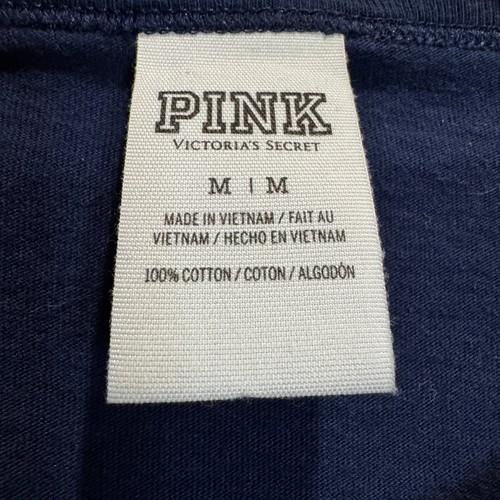 PINK
VICTORIA'S SECRET
M | M
MADE IN VIETNAM / FAIT AU
VIETNAM / HECHO EN VIETNAM
100% COTTON / COTON / ALGODÓN